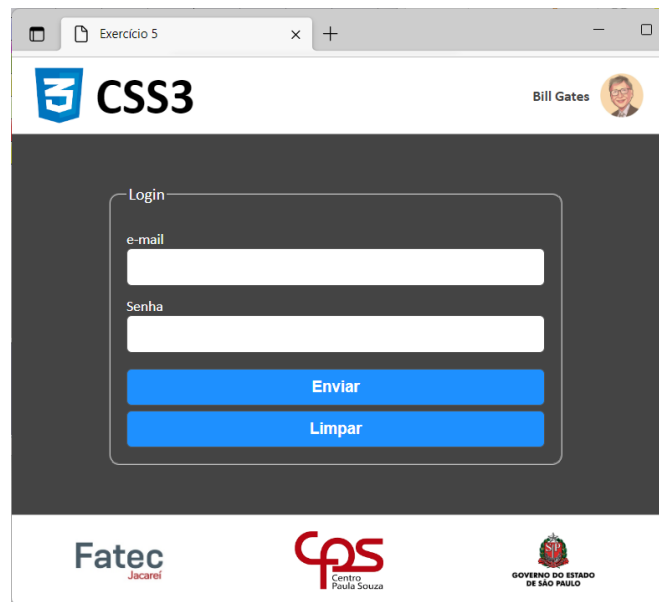 Exercício 5
3 CSS3
Bill Gates
Login
e-mail
Senha
Enviar
Limpar
Fatec
Jacareí
CPS
Centro
Paula Souza
SP
GOVERNO DO ESTADO
DE SÃO PAULO